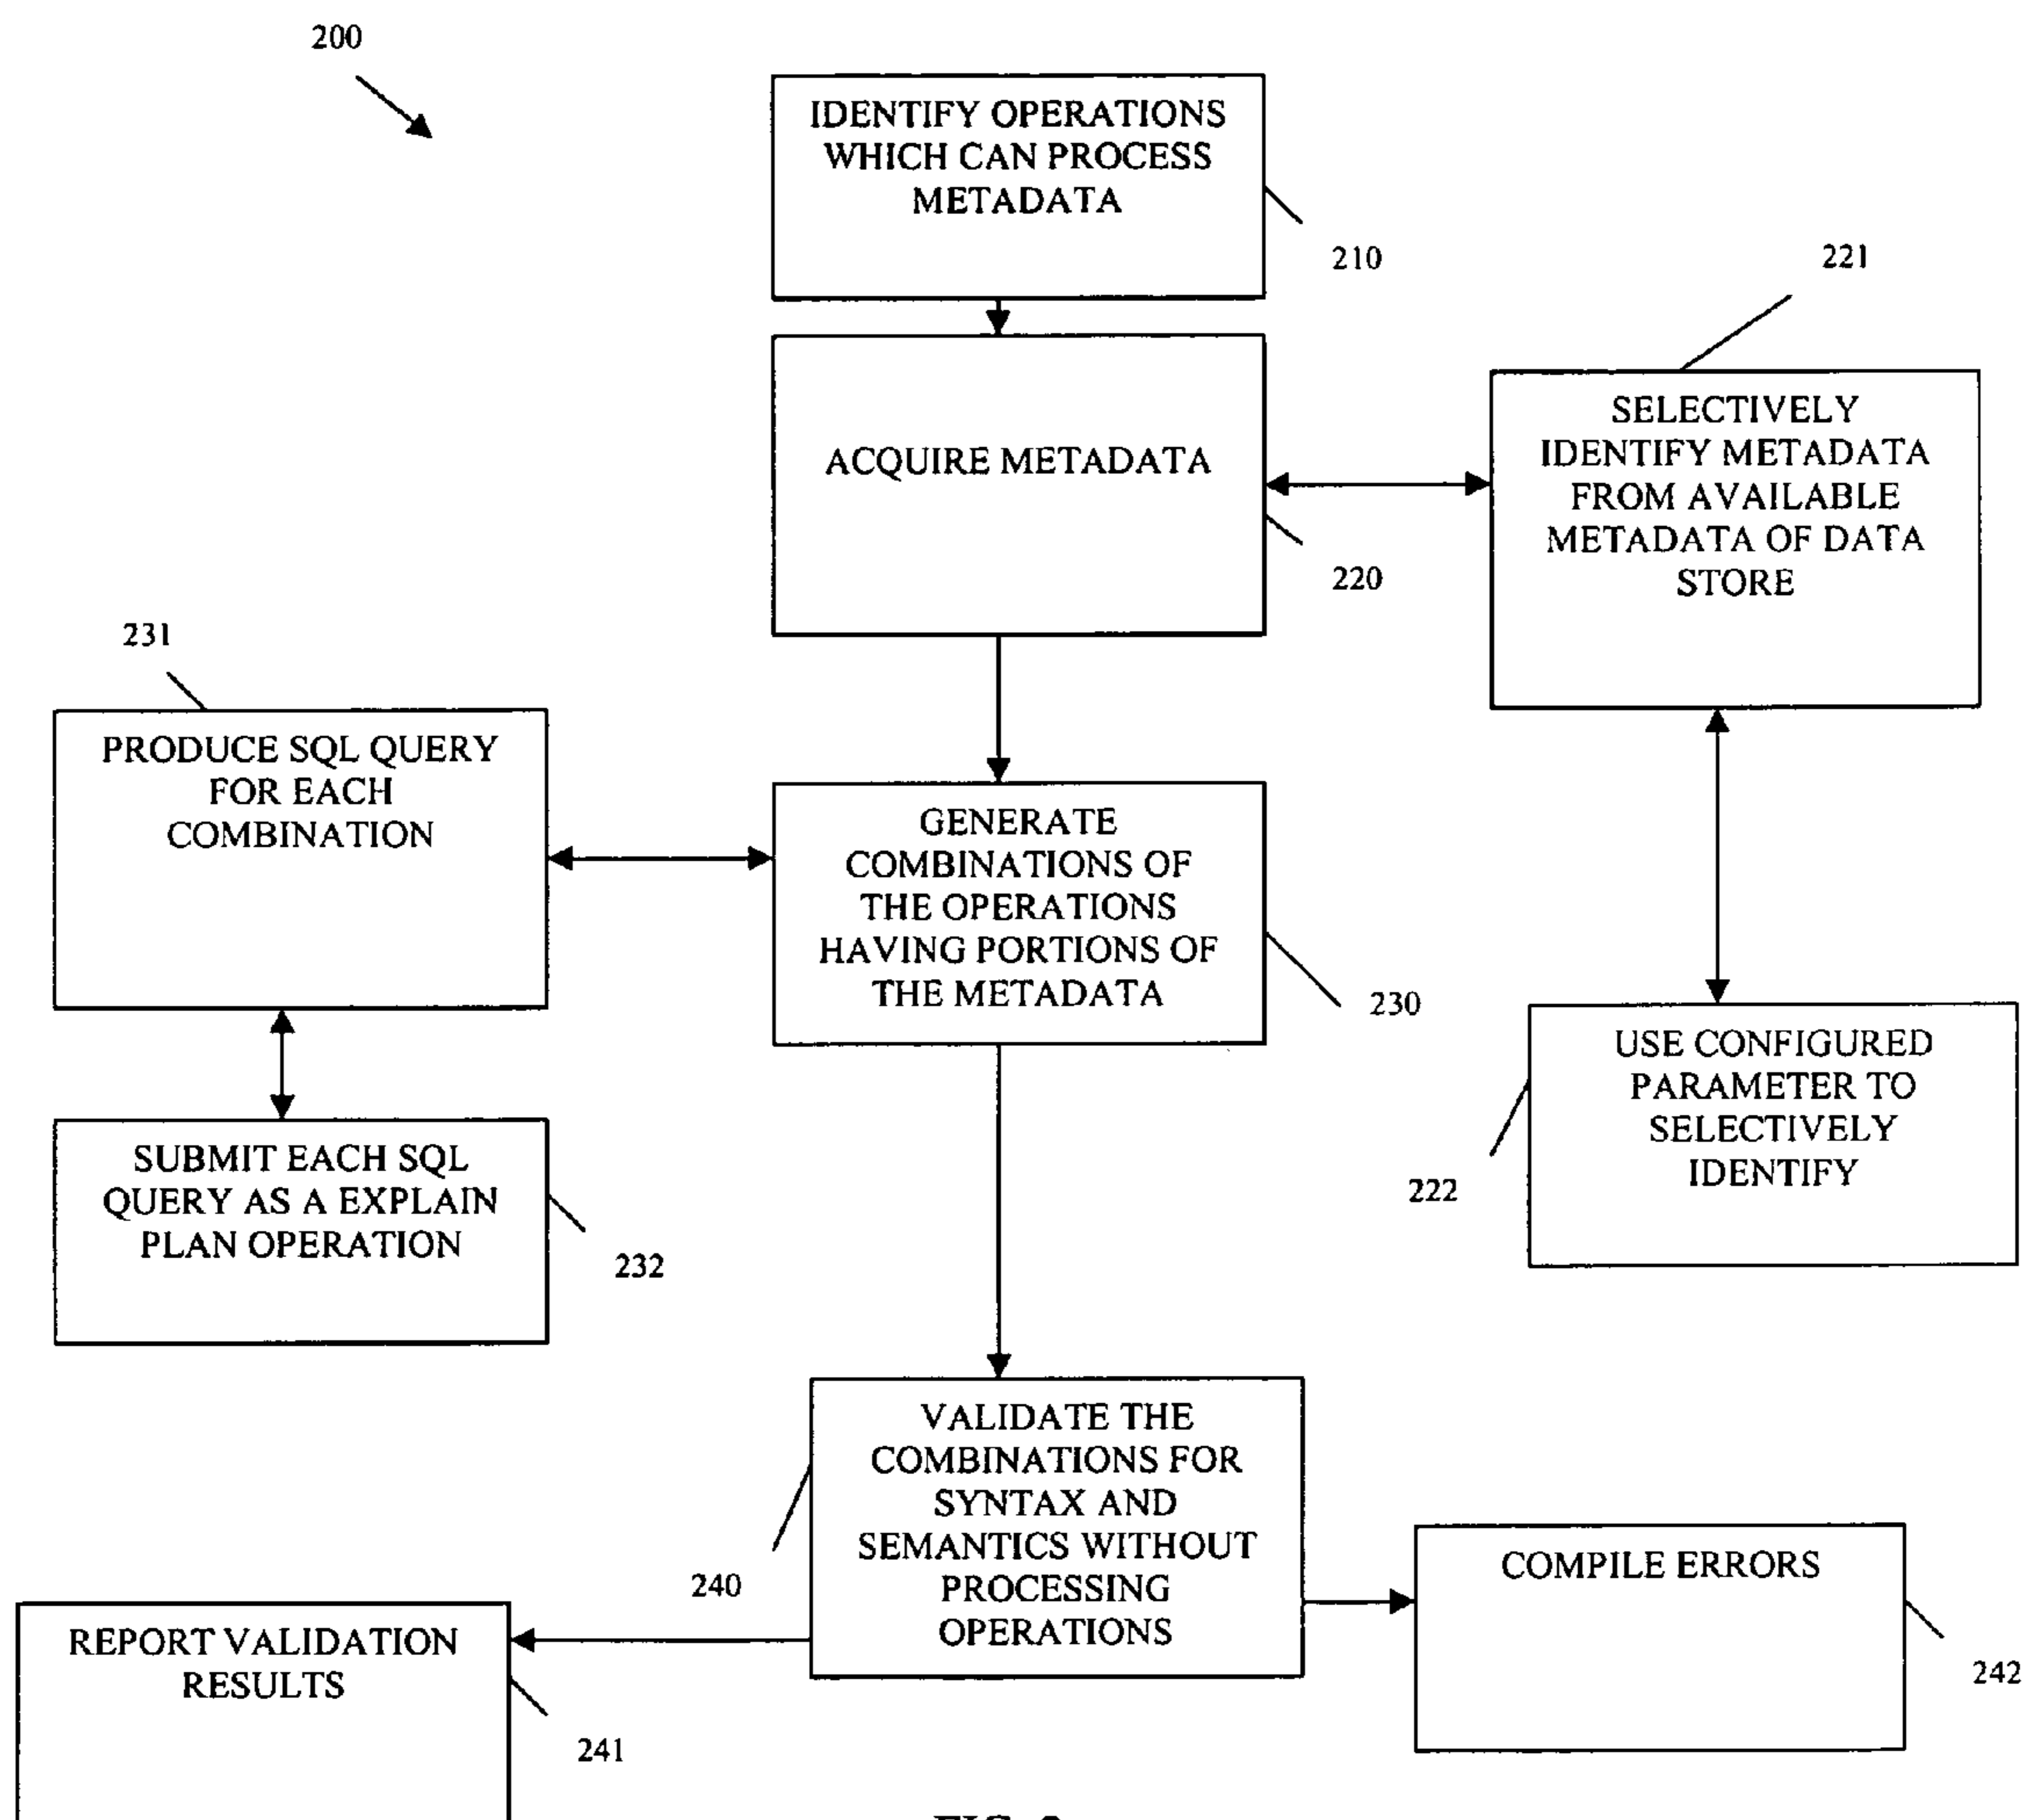 200
IDENTIFY OPERATIONS
WHICH CAN PROCESS
METADATA
210
221
ACQUIRE METADATA
220
SELECTIVELY
IDENTIFY METADATA
FROM AVAILABLE
METADATA OF DATA
STORE
231
PRODUCE SQL QUERY
FOR EACH
COMBINATION
GENERATE
COMBINATIONS OF
THE OPERATIONS
HAVING PORTIONS OF
THE METADATA
230
USE CONFIGURED
PARAMETER TO
SELECTIVELY
IDENTIFY
222
SUBMIT EACH SQL
QUERY AS A EXPLAIN
PLAN OPERATION
232
VALIDATE THE
COMBINATIONS FOR
SYNTAX AND
SEMANTICS WITHOUT
PROCESSING
OPERATIONS
240
COMPILE ERRORS
242
REPORT VALIDATION
RESULTS
241